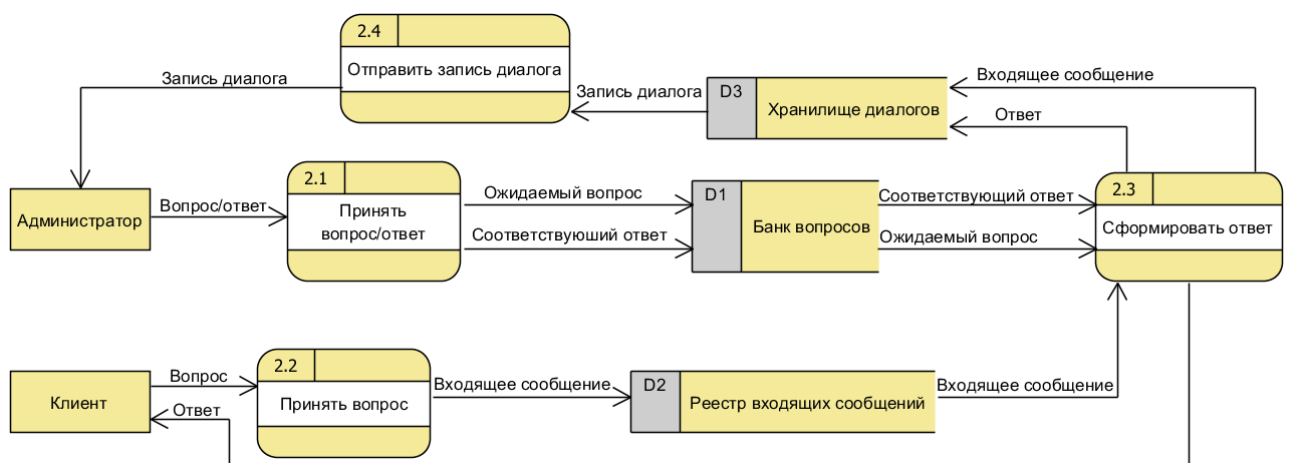 2.4
Отправить запись диалога
Запись диалога
Запись диалога
D3
Хранилище диалогов
Входящее сообщение
Ответ
Администратор
Вопрос/ответ
2.1
Принять
вопрос/ответ
Ожидаемый вопрос
Соответствуюший ответ
D1
Банк вопросов
Соответствующий ответ
Ожидаемый вопрос
2.3
Сформировать ответ
Клиент
Вопрос
Ответ
2.2
Принять вопрос
Входящее сообщение
D2
Реестр входящих сообщений
Входящее сообщение